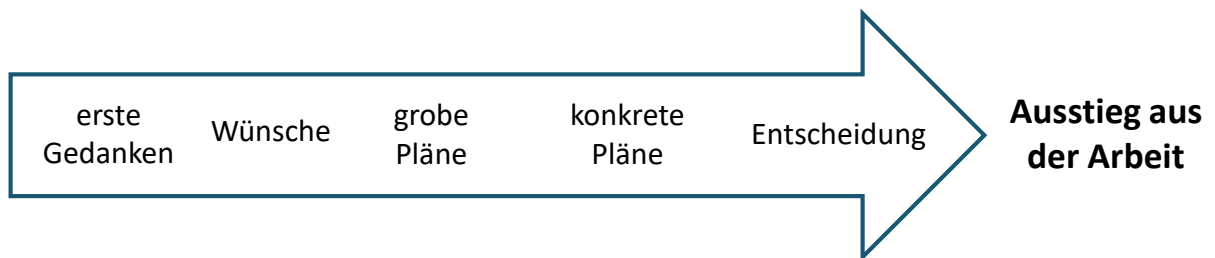 erste
Gedanken
Wünsche
grobe
Pläne
konkrete
Pläne
Entscheidung
Ausstieg aus
der Arbeit